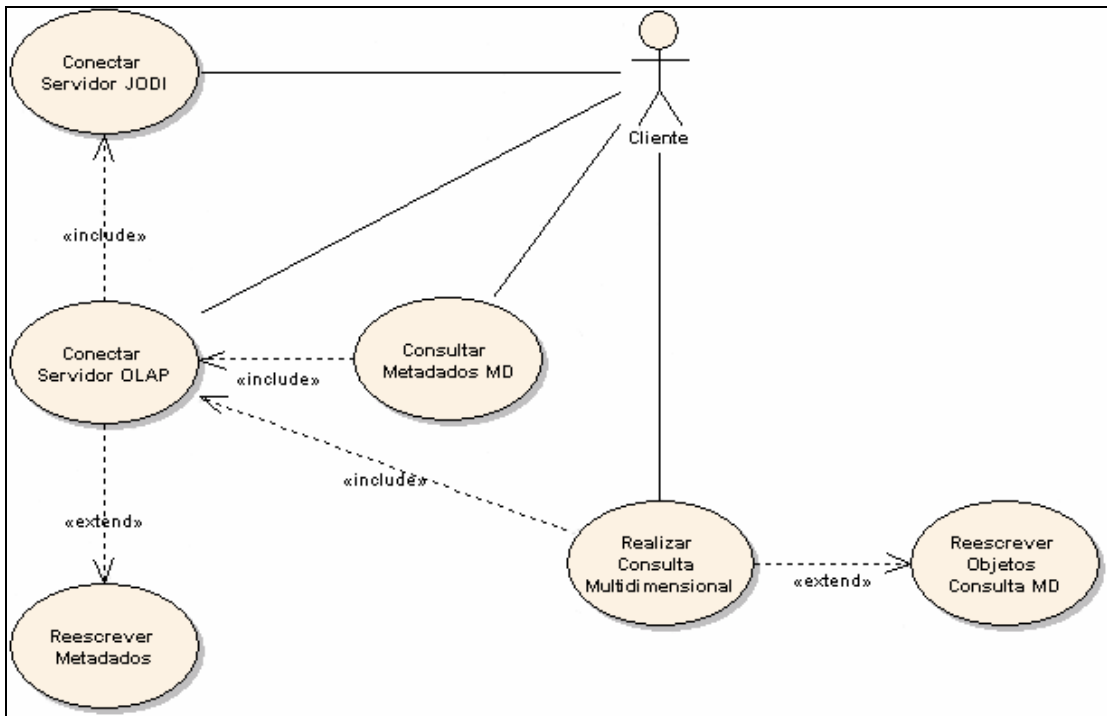 Conectar
Servidor JODI
Cliente
«include»
Conectar
Servidor OLAP
Consultar
Metadados MD
«include»
«include»
«extend»
Realizar
Consulta
Multidimensional
«extend»
Reescrever
Objetos
Consulta MD
Reescrever
Metadados